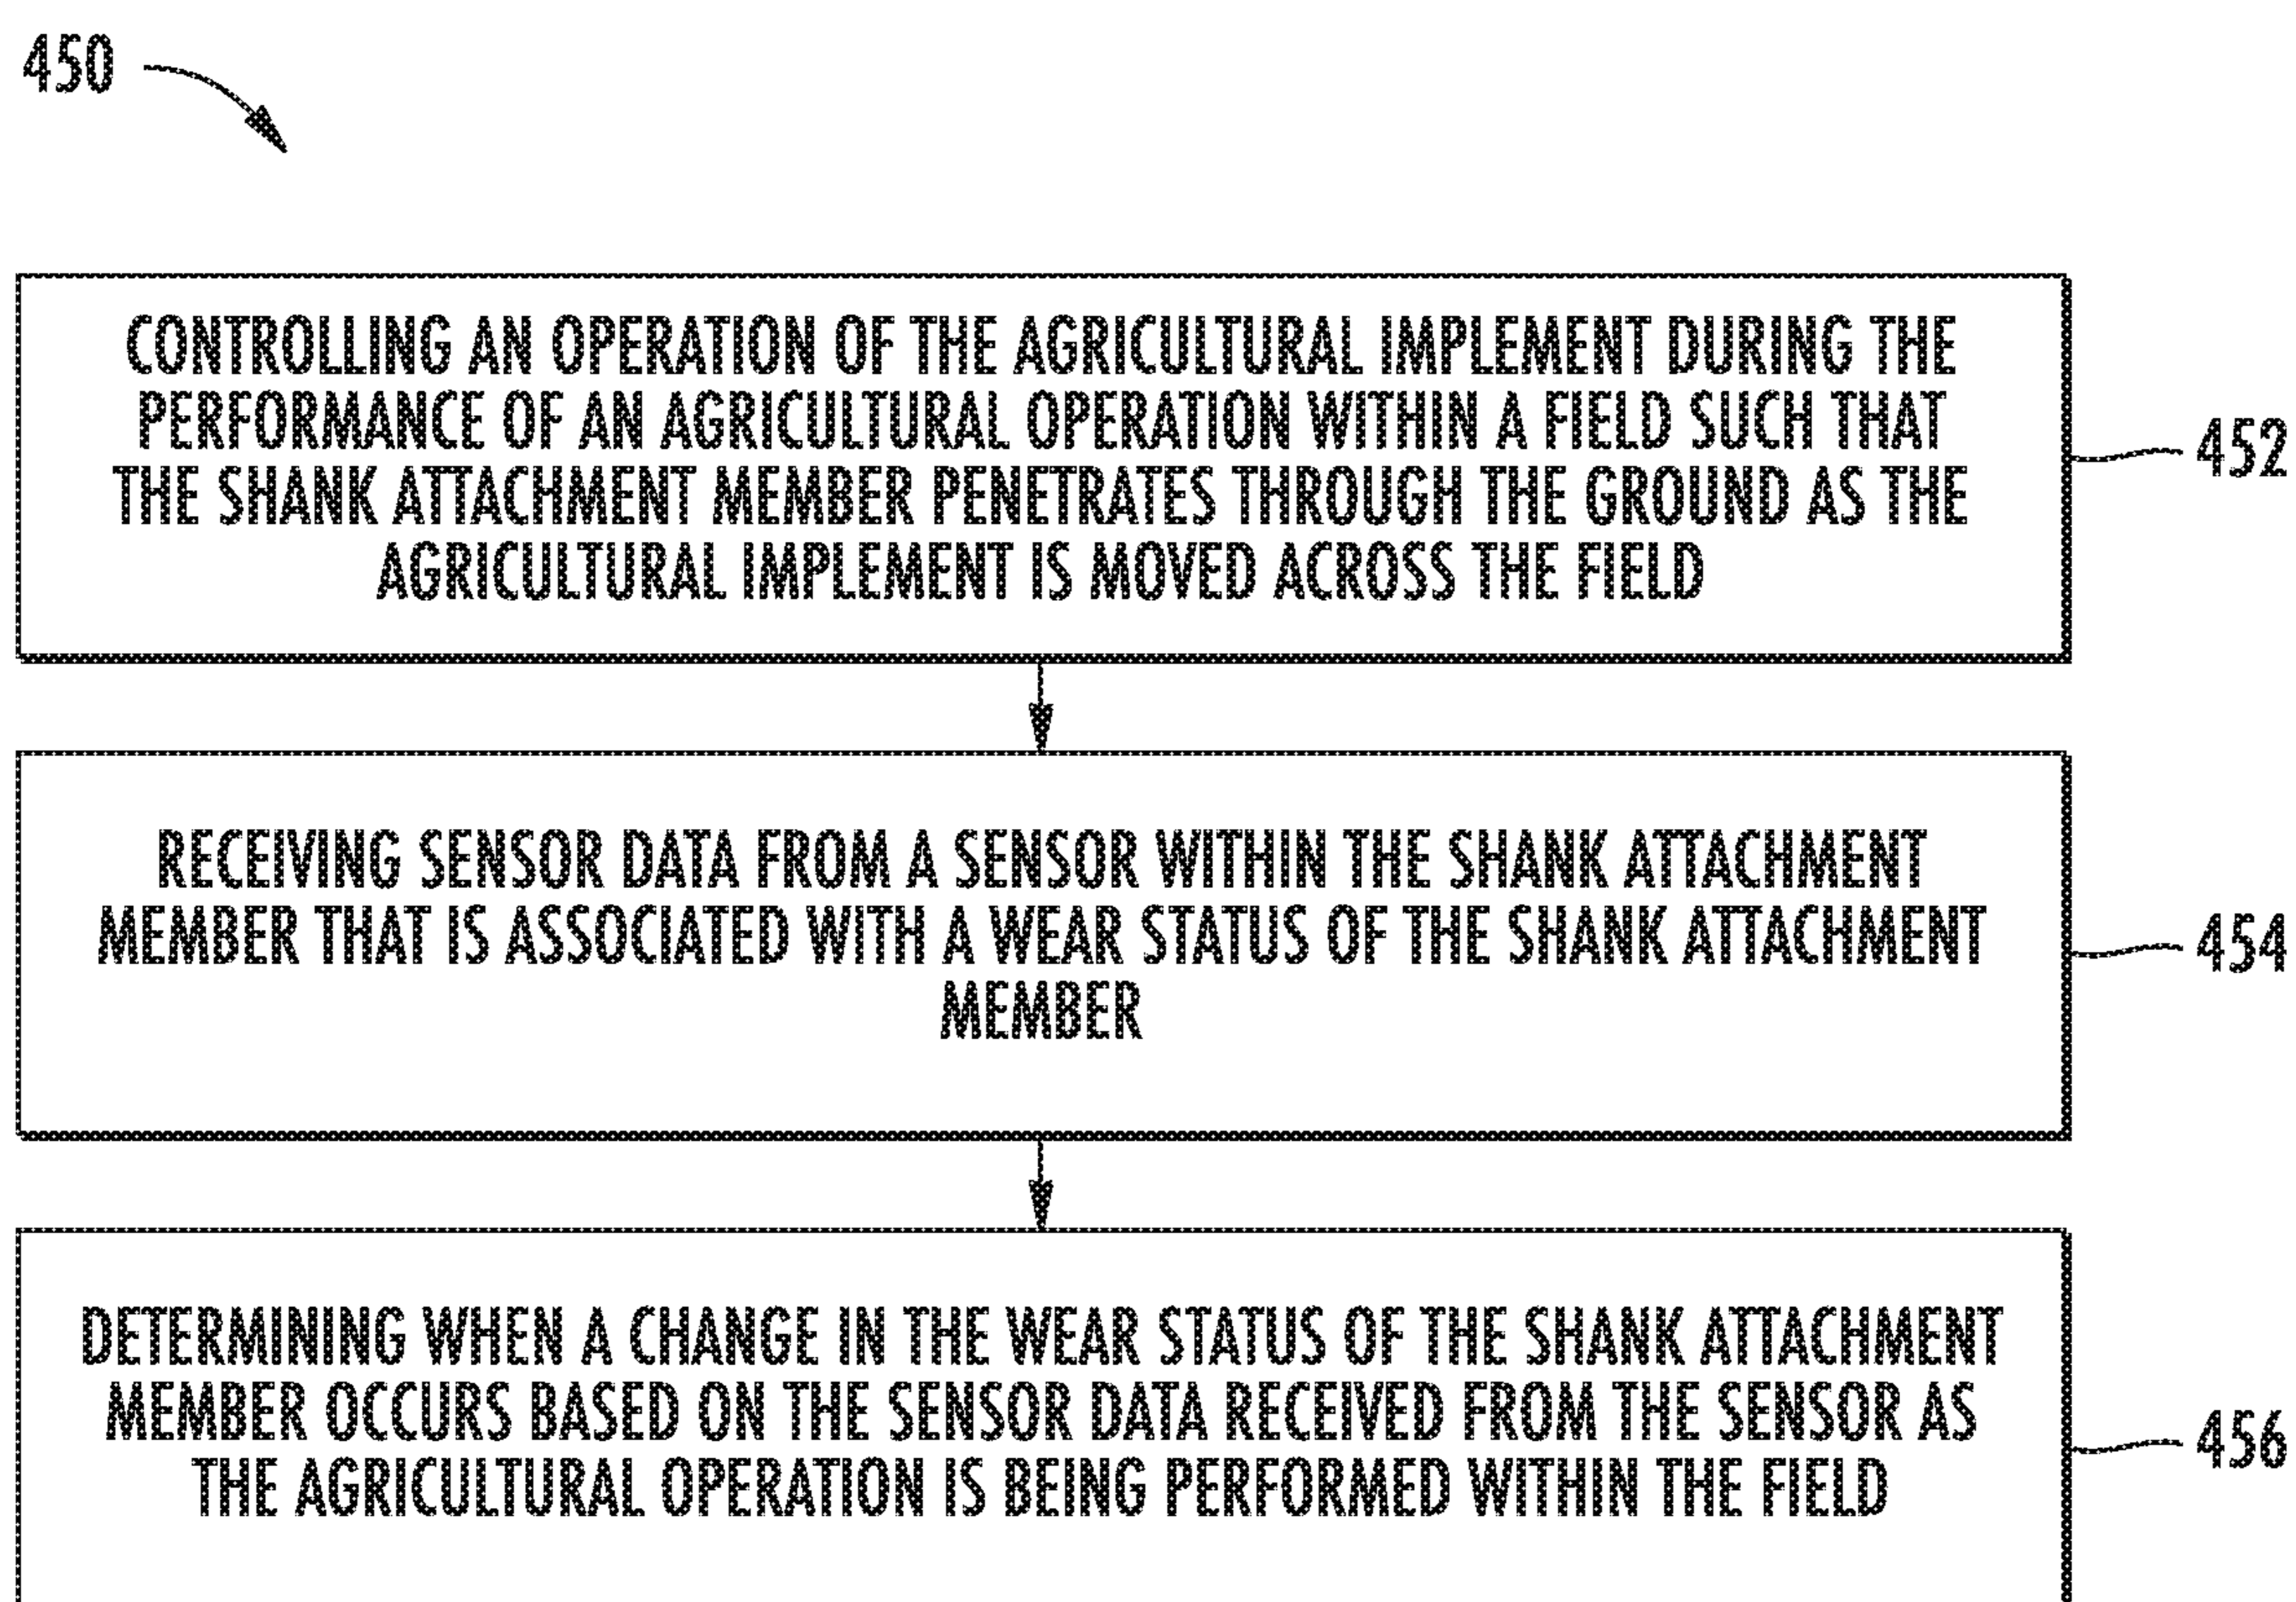 450
CONTROLLING AN OPERATION OF THE AGRICULTURAL IMPLEMENT DURING THE
PERFORMANCE OF AN AGRICULTURAL OPERATION WITHIN A FIELD SUCH THAT
THE SHANK ATTACHMENT MEMBER PENETRATES THROUGH THE GROUND AS THE
AGRICULTURAL IMPLEMENT IS MOVED ACROSS THE FIELD
452
RECEIVING SENSOR DATA FROM A SENSOR WITHIN THE SHANK ATTACHMENT
MEMBER THAT IS ASSOCIATED WITH A WEAR STATUS OF THE SHANK ATTACHMENT
MEMBER
454
DETERMINING WHEN A CHANGE IN THE WEAR STATUS OF THE SHANK ATTACHMENT
MEMBER OCCURS BASED ON THE SENSOR DATA RECEIVED FROM THE SENSOR AS
THE AGRICULTURAL OPERATION IS BEING PERFORMED WITHIN THE FIELD
456